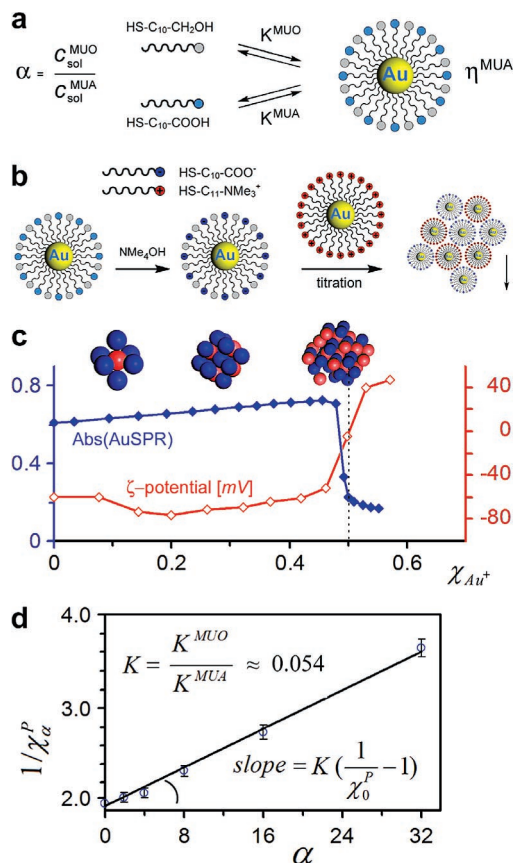 a
α = C_sol^MUO / C_sol^MUA
HS-C10-CH2OH
HS-C10-COOH
K^MUO
K^MUA
Au
η^MUA
b
HS-C10-COO⁻
HS-C11-NMe3⁺
Au
NMe4OH
Au
Au
titration
c
0.8
0.4
0
Abs(AuSPR)
ζ–potential [mV]
40
0
-40
-80
0
0.2
0.4
0.6
χ_Au⁺
d
4.0
3.0
2.0
1/χ_α^P
K = K^MUO / K^MUA ≈ 0.054
slope = K(1/χ_0^P − 1)
0
8
16
24
32
α